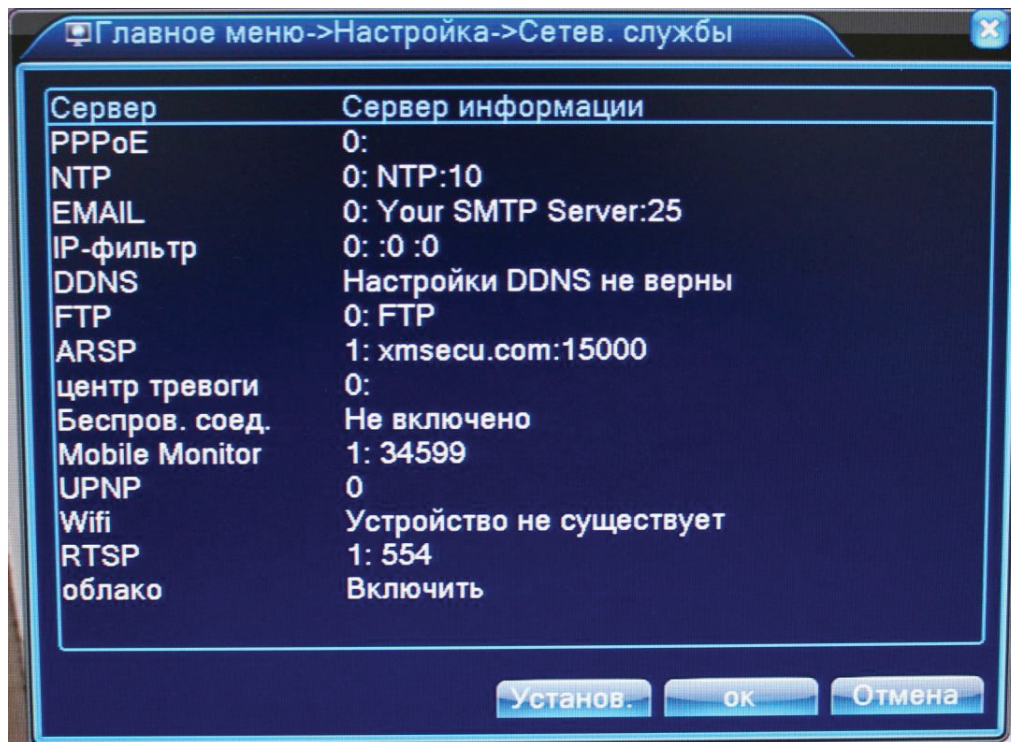 Главное меню->Настройка->Сетев. службы
Сервер Сервер информации
PPPoE 0:
NTP 0: NTP:10
EMAIL 0: Your SMTP Server:25
IP-фильтр 0: :0 :0
DDNS Настройки DDNS не верны
FTP 0: FTP
ARSP 1: xmsecu.com:15000
центр тревоги 0:
Беспров. соед. Не включено
Mobile Monitor 1: 34599
UPNP 0
Wifi Устройство не существует
RTSP 1: 554
облако Включить
Установ. ок Отмена